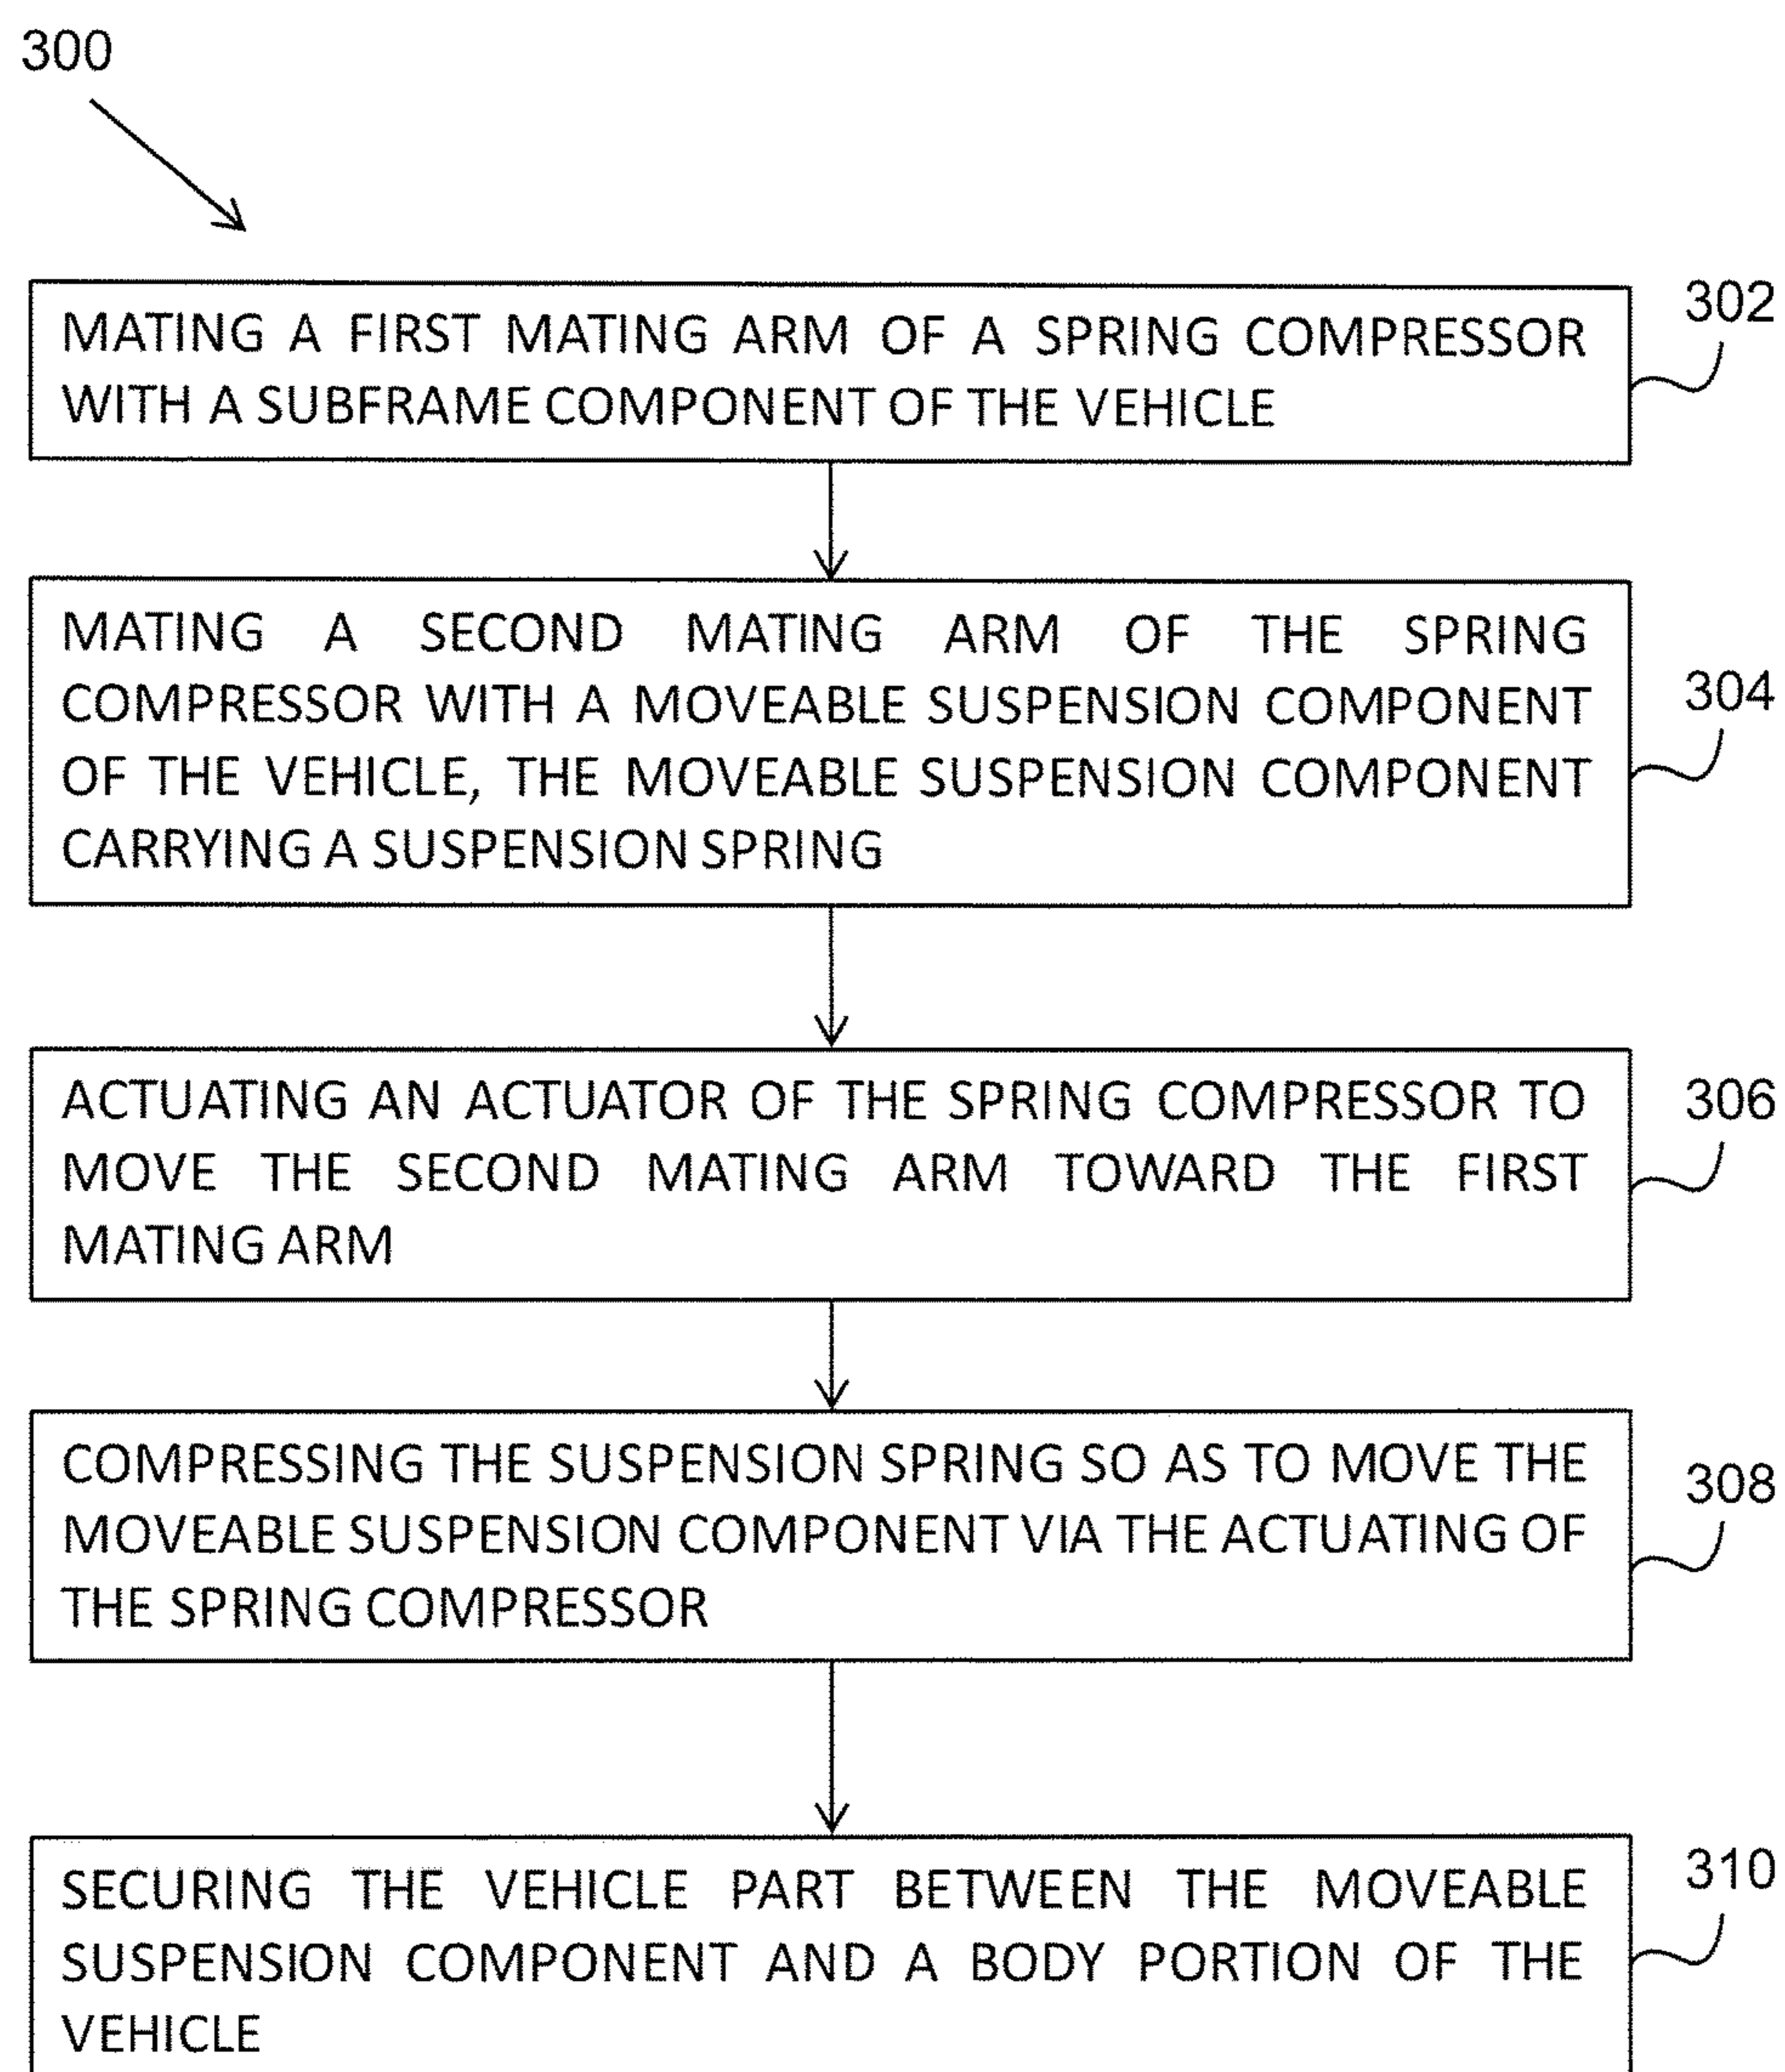 300
MATING A FIRST MATING ARM OF A SPRING COMPRESSOR
WITH A SUBFRAME COMPONENT OF THE VEHICLE
302
MATING A SECOND MATING ARM OF THE SPRING
COMPRESSOR WITH A MOVEABLE SUSPENSION COMPONENT
OF THE VEHICLE, THE MOVEABLE SUSPENSION COMPONENT
CARRYING A SUSPENSION SPRING
304
ACTUATING AN ACTUATOR OF THE SPRING COMPRESSOR TO
MOVE THE SECOND MATING ARM TOWARD THE FIRST
MATING ARM
306
COMPRESSING THE SUSPENSION SPRING SO AS TO MOVE THE
MOVEABLE SUSPENSION COMPONENT VIA THE ACTUATING OF
THE SPRING COMPRESSOR
308
SECURING THE VEHICLE PART BETWEEN THE MOVEABLE
SUSPENSION COMPONENT AND A BODY PORTION OF THE
VEHICLE
310